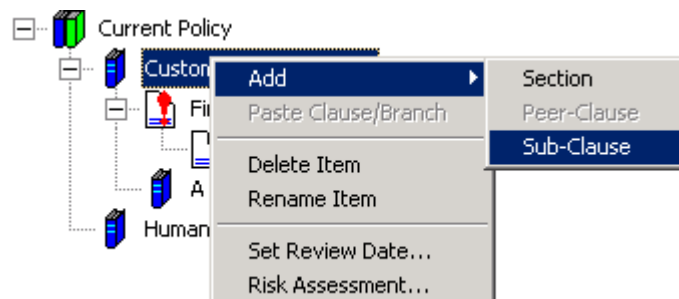 Current Policy
Custom
Add
Section
Fi
Paste Clause/Branch
Peer-Clause
Sub-Clause
Delete Item
A
Rename Item
Human
Set Review Date...
Risk Assessment...